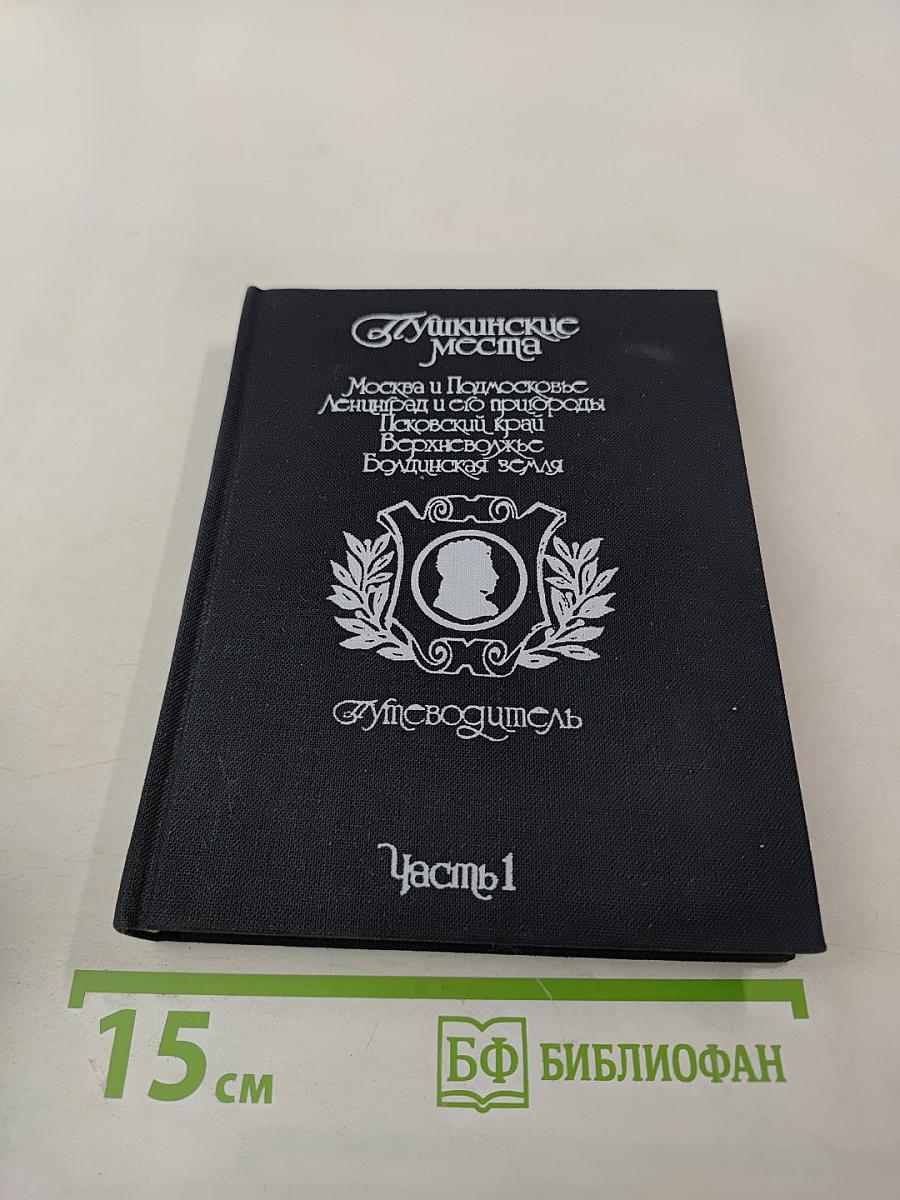 Пушкинские
места
Москва и Подмосковье
Ленинград и его пригороды
Псковский край
Верхневолжье
Болдинская земля
Путеводитель
Часть 1
15 см
БФ БИБЛИОФАН